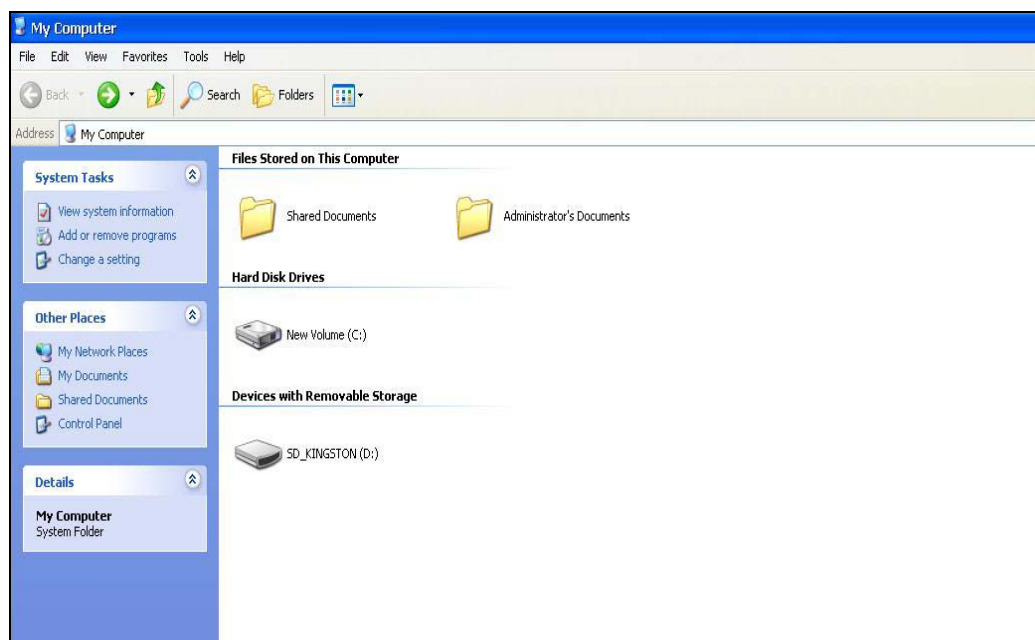 My Computer
File Edit View Favorites Tools Help
Back Search Folders
Address My Computer
System Tasks
View system information
Add or remove programs
Change a setting
Other Places
My Network Places
My Documents
Shared Documents
Control Panel
Details
My Computer
System Folder
Files Stored on This Computer
Shared Documents Administrator's Documents
Hard Disk Drives
New Volume (C:)
Devices with Removable Storage
SD_KINGSTON (D:)